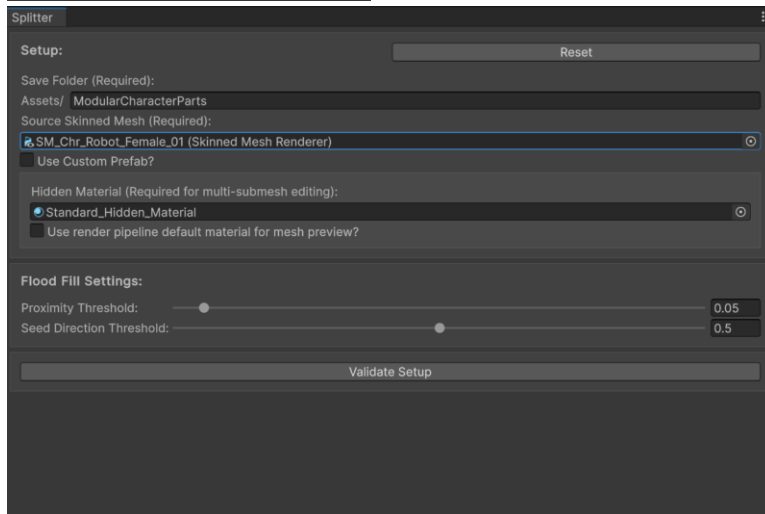 Splitter
Setup:
Reset
Save Folder (Required):
Assets/ ModularCharacterParts
Source Skinned Mesh (Required):
SM_Chr_Robot_Female_01 (Skinned Mesh Renderer)
Use Custom Prefab?
Hidden Material (Required for multi-submesh editing):
Standard_Hidden_Material
Use render pipeline default material for mesh preview?
Flood Fill Settings:
Proximity Threshold: 0.05
Seed Direction Threshold: 0.5
Validate Setup